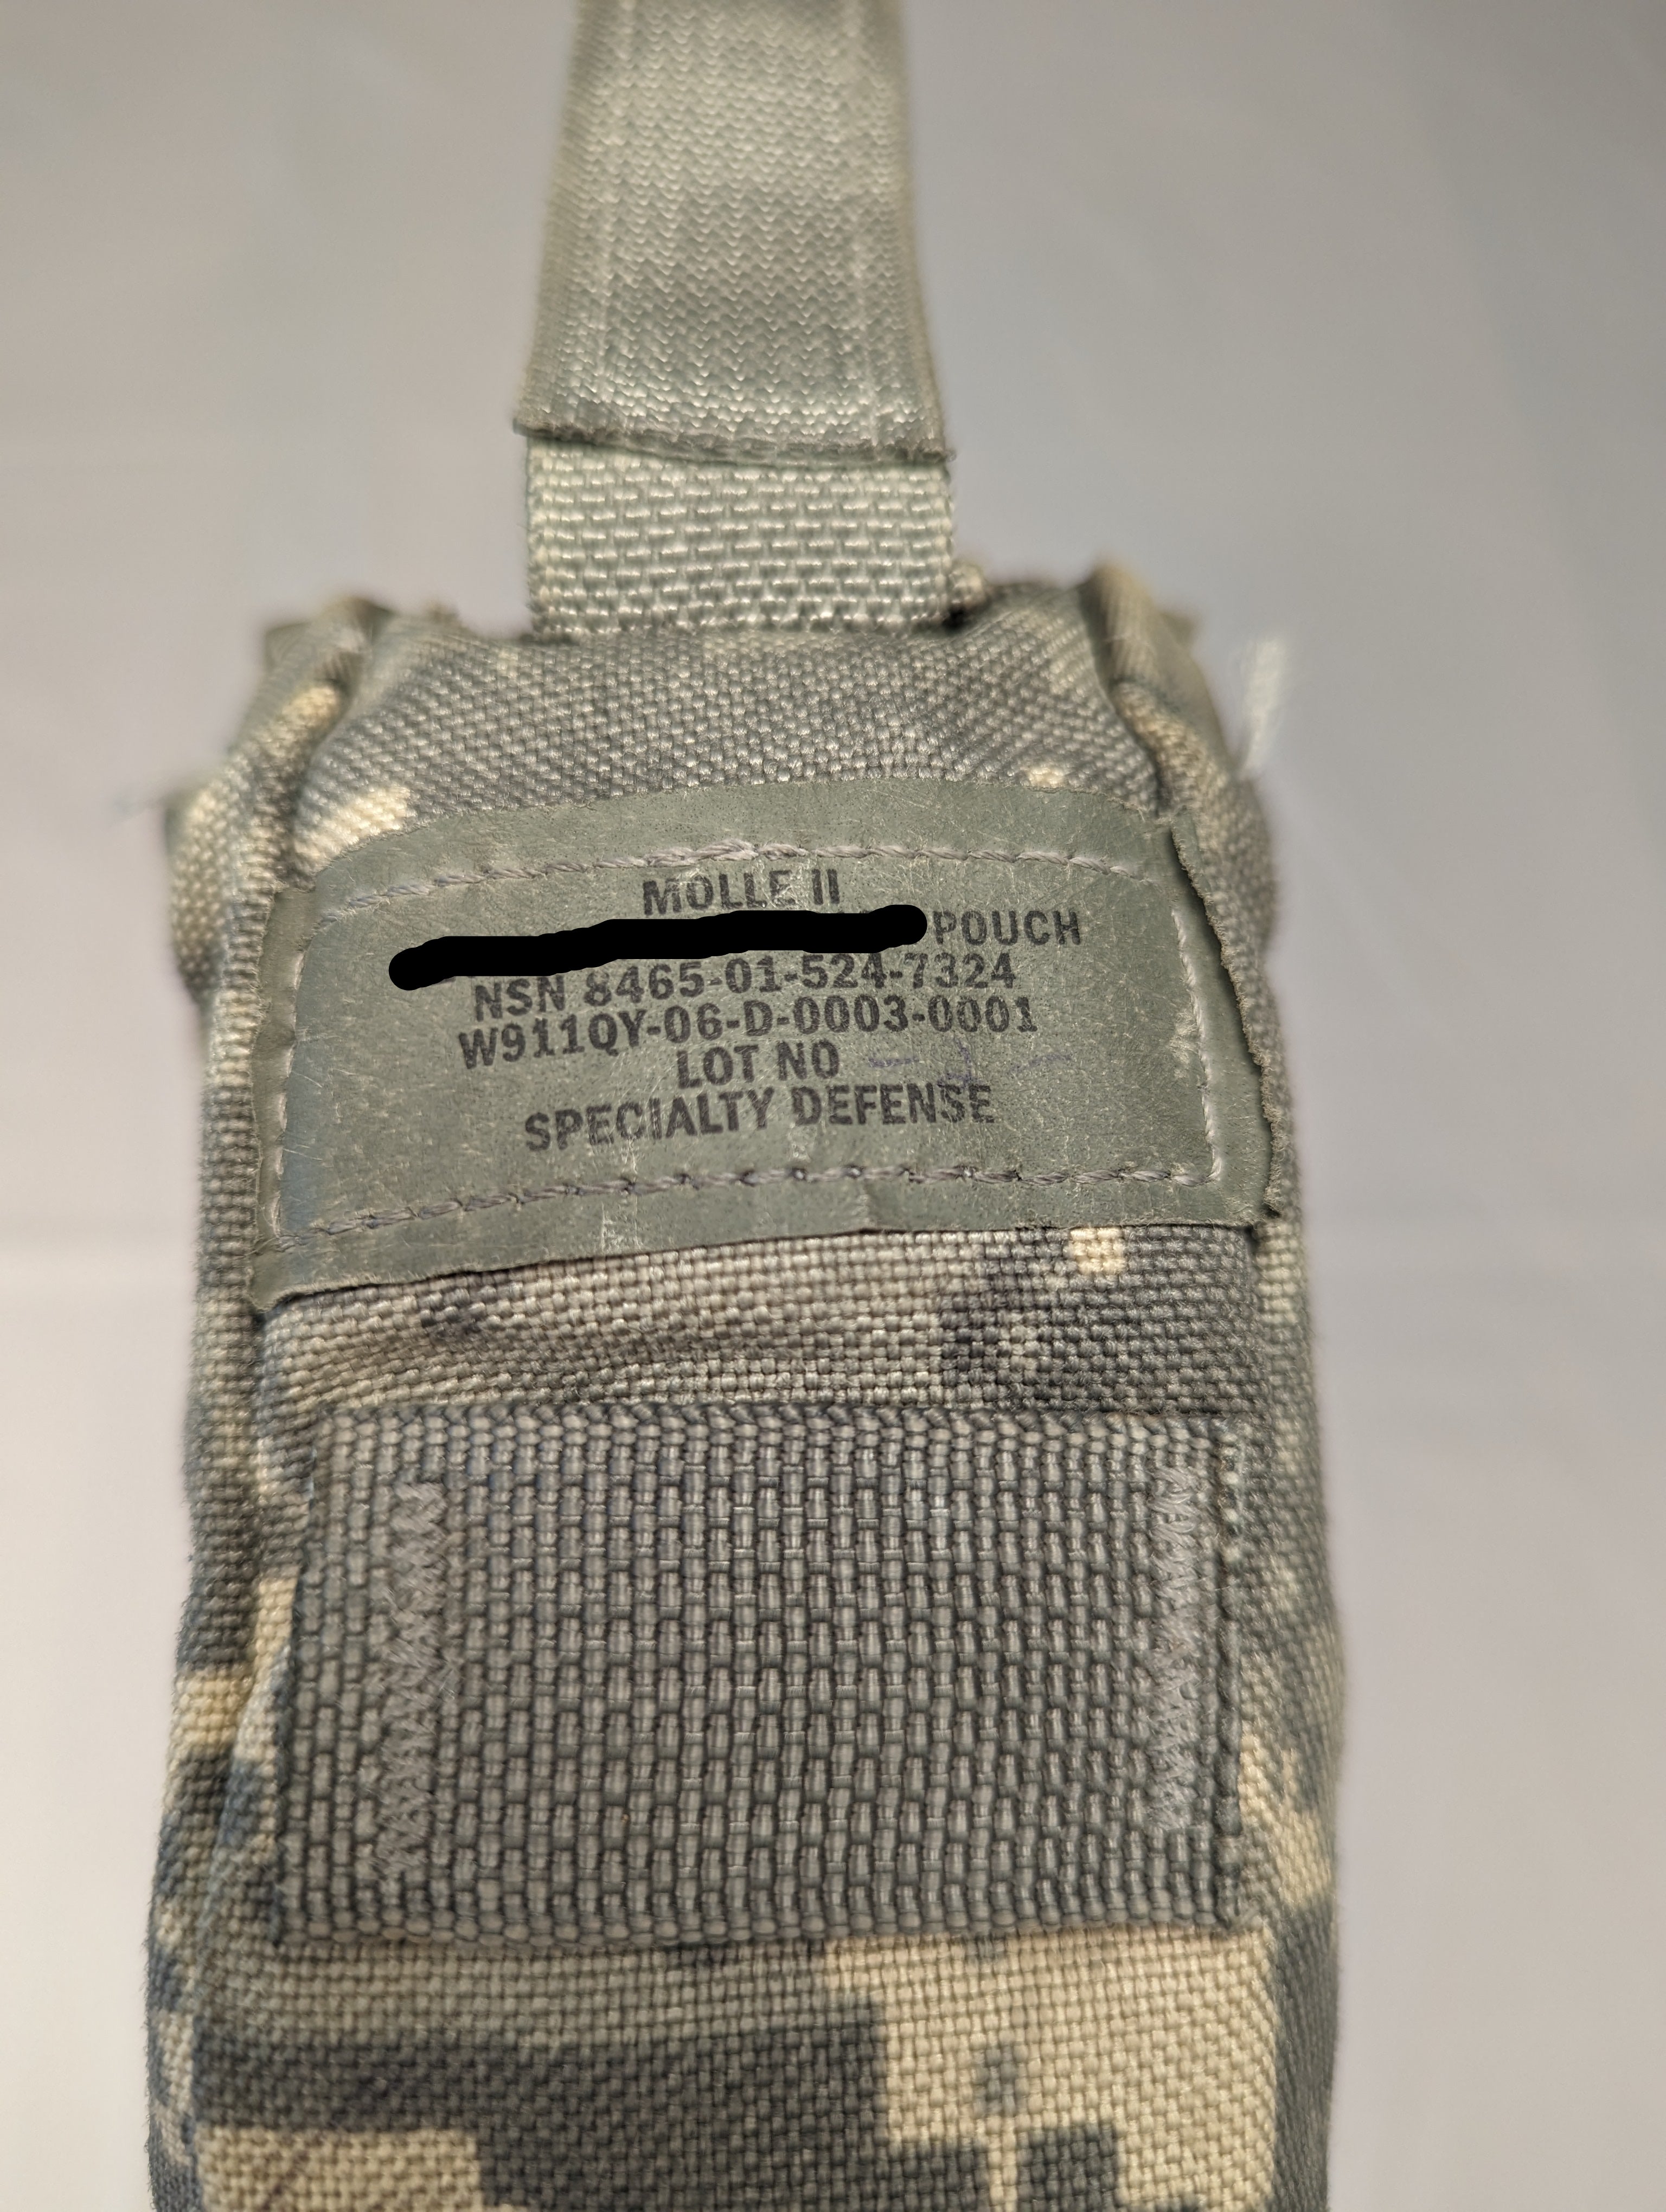 MOLLE II
POUCH
NSN 8465-01-524-7324
W911QY-06-D-0003-0001
LOT NO
SPECIALTY DEFENSE